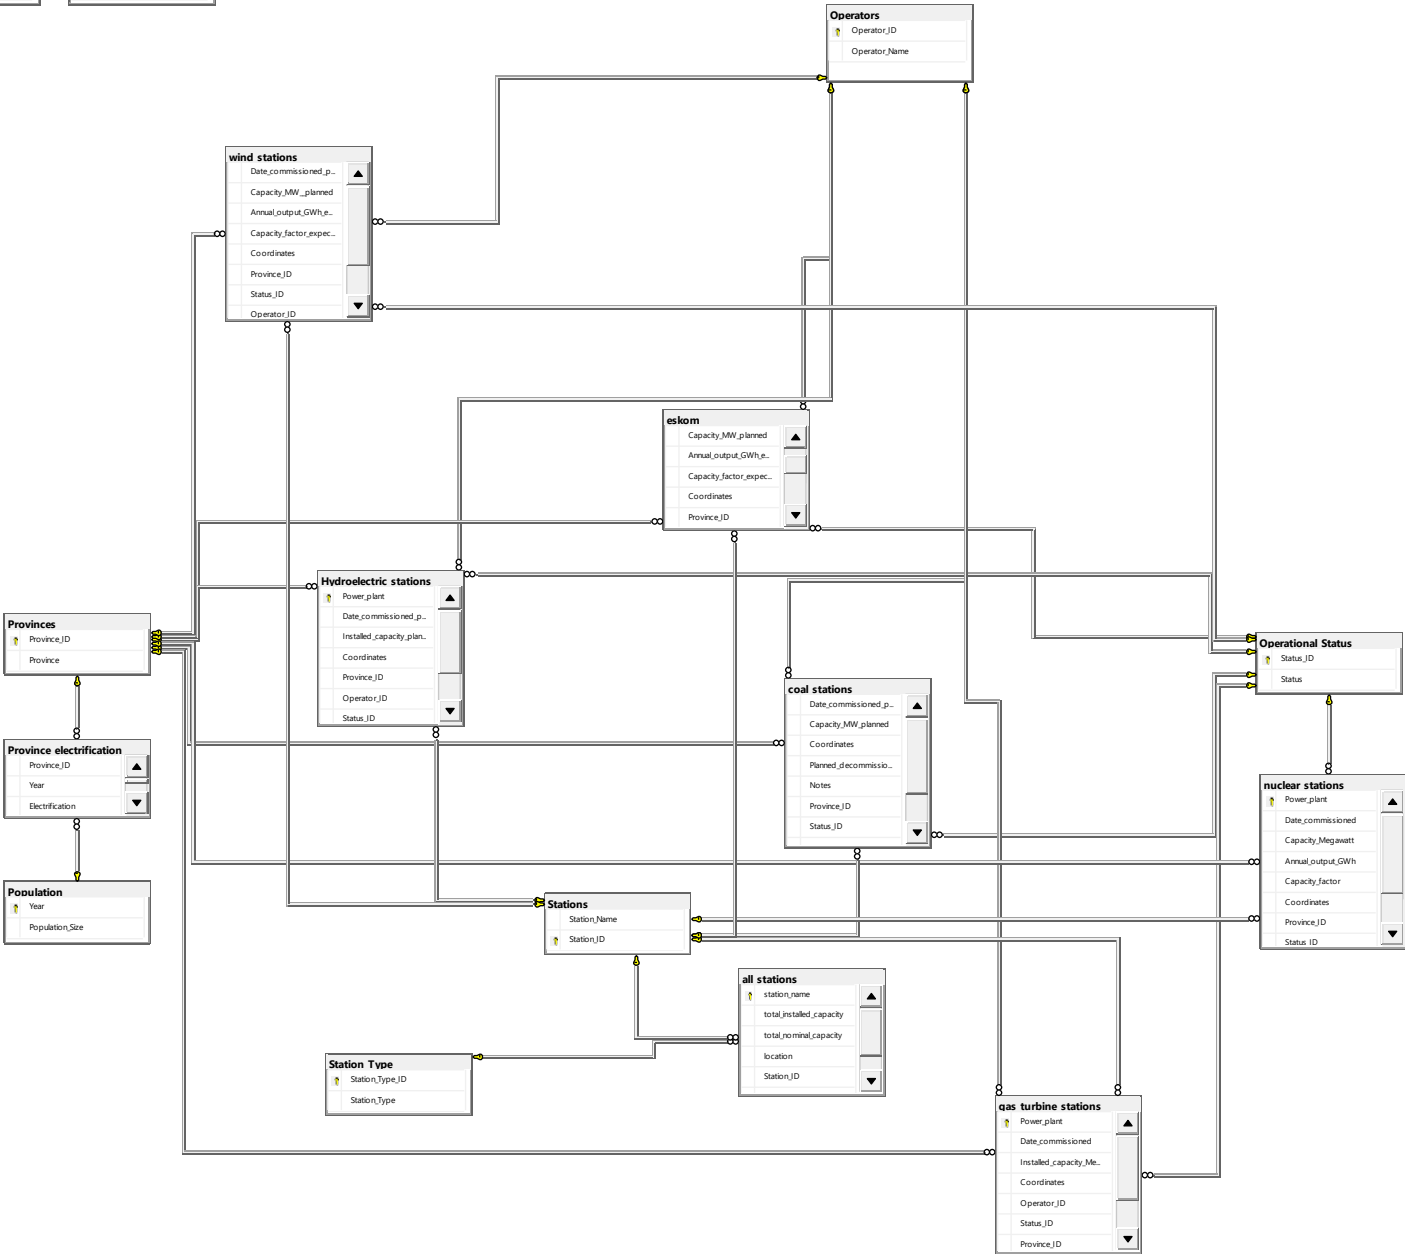 Operators
Operator_ID
Operator_Name
wind stations
Date_commissioned_p...
Capacity_MW_planned
Annual_output_GWh_e...
Capacity_factor_expec...
Coordinates
Province_ID
Status_ID
Operator_ID
eskom
Capacity_MW_planned
Annual_output_GWh_e...
Capacity_factor_expec...
Coordinates
Province_ID
Hydroelectric stations
Power_plant
Date_commissioned_p...
Installed_capacity_plan...
Coordinates
Province_ID
Operator_ID
Status_ID
Provinces
Province_ID
Province
Operational Status
Status_ID
Status
coal stations
Date_commissioned_p...
Capacity_MW_planned
Coordinates
Planned_decommissio...
Notes
Province_ID
Status_ID
Province electrification
Province_ID
Year
Electrification
nuclear stations
Power_plant
Date_commissioned
Capacity_Megawatt
Annual_output_GWh
Capacity_factor
Coordinates
Province_ID
Status_ID
Population
Year
Population_Size
Stations
Station_Name
Station_ID
all stations
station_name
total_installed_capacity
total_nominal_capacity
location
Station_ID
Station Type
Station_Type_ID
Station_Type
gas turbine stations
Power_plant
Date_commissioned
Installed_capacity_Me...
Coordinates
Operator_ID
Status_ID
Province_ID